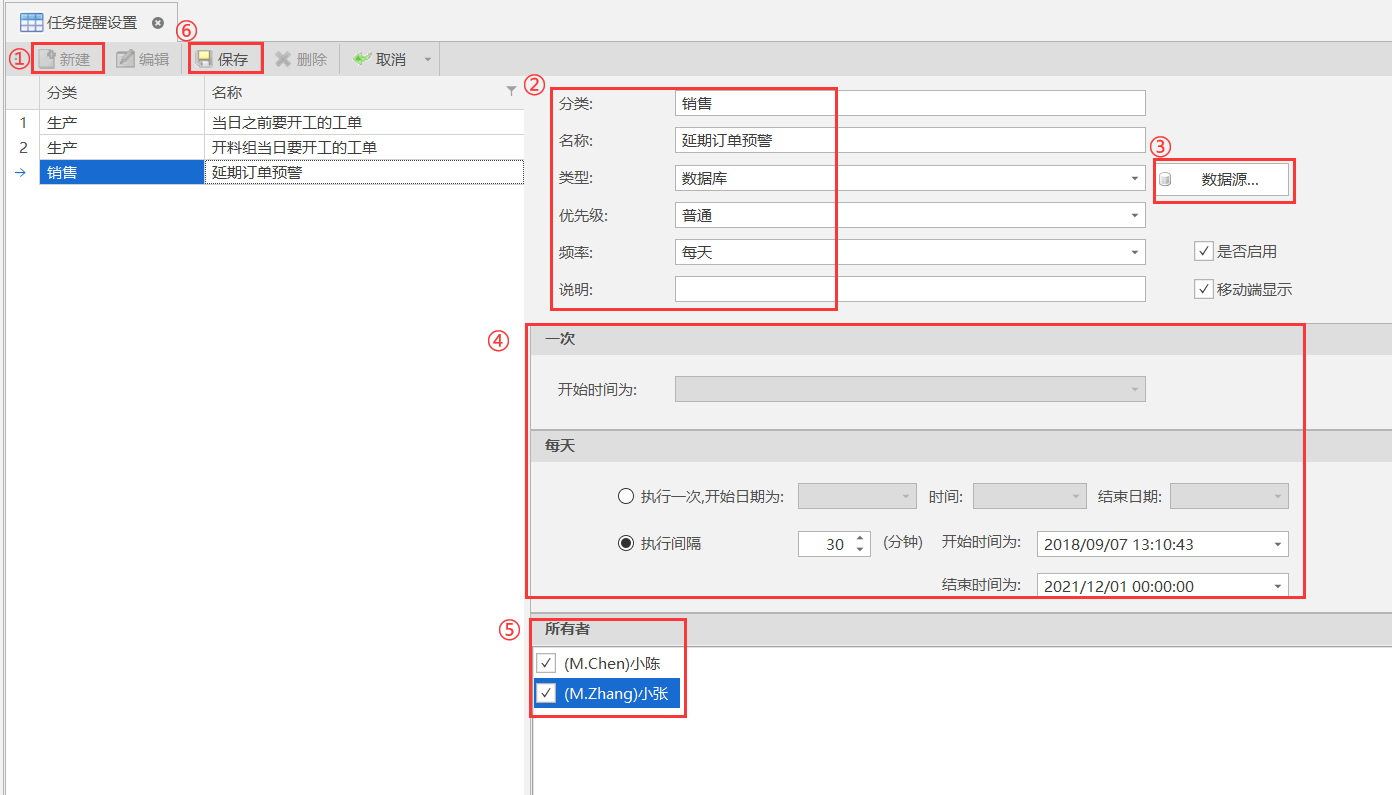 任务提醒设置
⑥
① 新建 编辑 保存 删除 取消
分类 名称
1 生产 当日之前要开工的工单
2 生产 开料组当日要开工的工单
→ 销售 延期订单预警
②
分类: 销售
名称: 延期订单预警
③
类型: 数据库 数据源...
优先级: 普通
频率: 每天 是否启用
说明: 移动端显示
④ 一次
开始时间为:
每天
执行一次,开始日期为: 时间: 结束日期:
执行间隔 30 (分钟) 开始时间为: 2018/09/07 13:10:43
结束时间为: 2021/12/01 00:00:00
⑤ 所有者
(M.Chen)小陈
(M.Zhang)小张